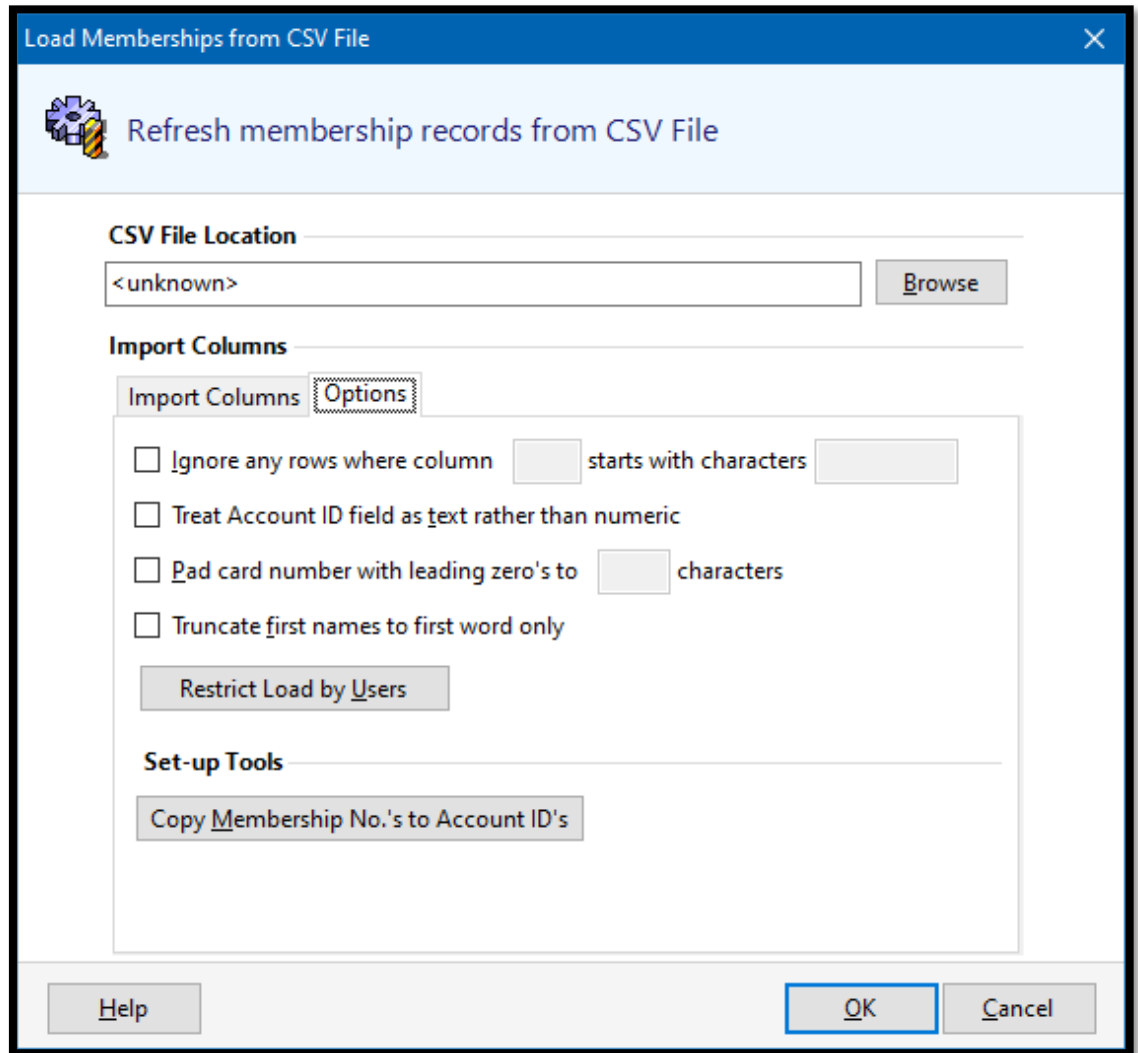 Load Memberships from CSV File
Refresh membership records from CSV File
CSV File Location
<unknown>
Browse
Import Columns
Import Columns Options
Ignore any rows where column starts with characters
Treat Account ID field as text rather than numeric
Pad card number with leading zero's to characters
Truncate first names to first word only
Restrict Load by Users
Set-up Tools
Copy Membership No.'s to Account ID's
Help OK Cancel